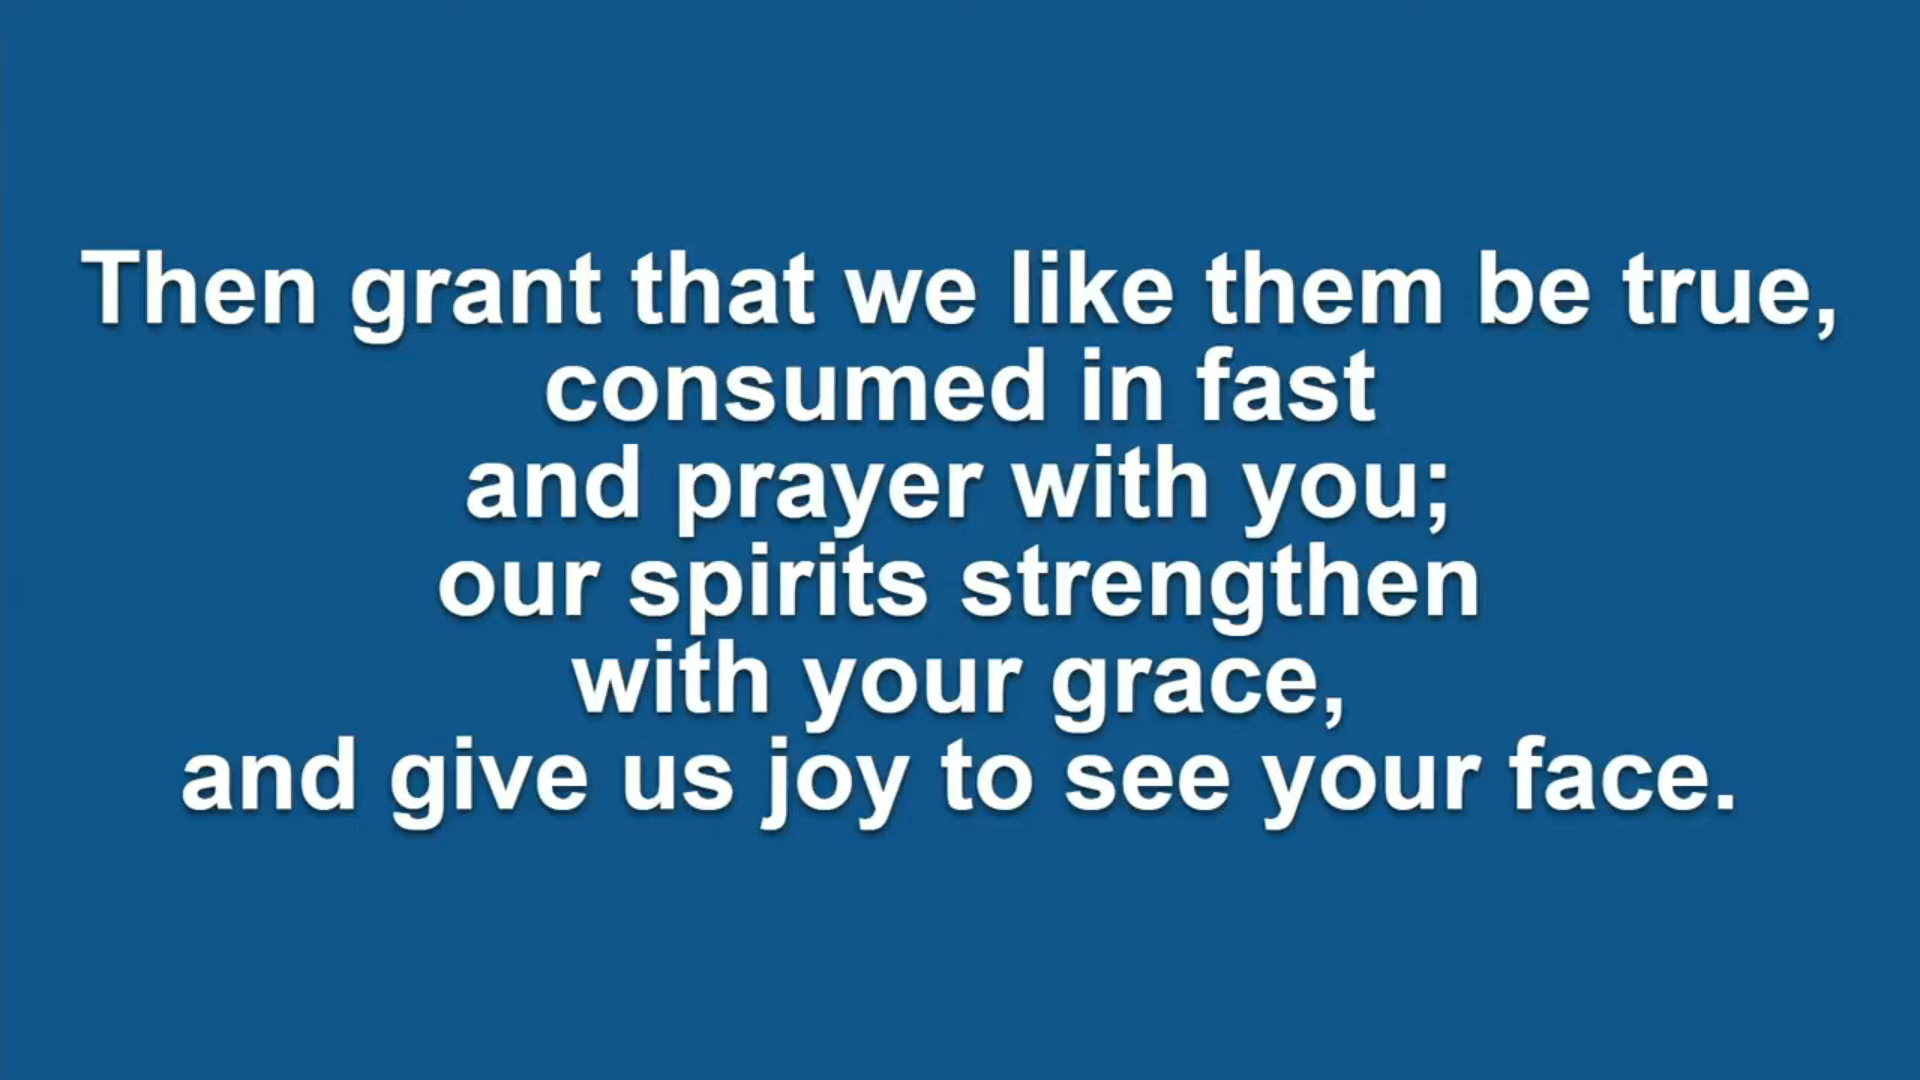 Then grant that we like them be true,
consumed in fast
and prayer with you;
our spirits strengthen
with your grace,
and give us joy to see your face.